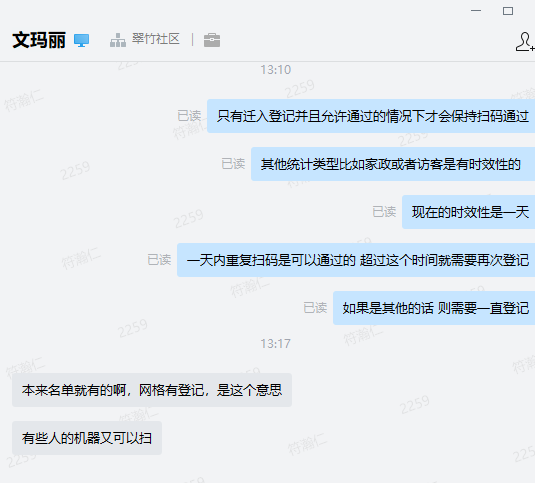 文玛丽 翠竹社区
13:10
已读 只有迁入登记并且允许通过的情况下才会保持扫码通过
已读 其他统计类型比如家政或者访客是有时效性的
已读 现在的时效性是一天
已读 一天内重复扫码是可以通过的 超过这个时间就需要再次登记
已读 如果是其他的话 则需要一直登记
13:17
本来名单就有的啊，网格有登记，是这个意思
有些人的机器又可以扫
符瀚仁
2259